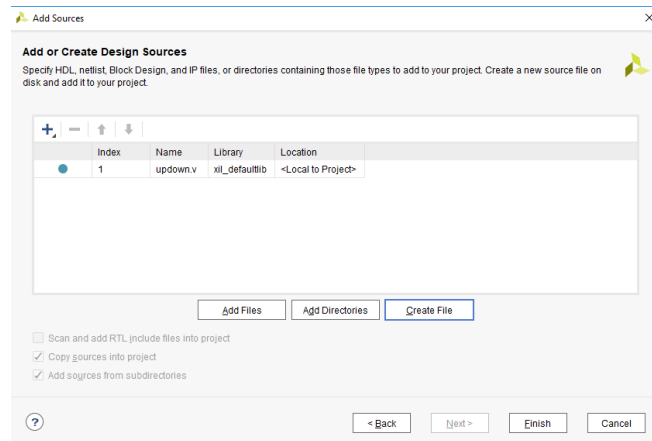 Add Sources
Add or Create Design Sources
Specify HDL, netlist, Block Design, and IP files, or directories containing those file types to add to your project. Create a new source file on
disk and add it to your project.
Index Name Library Location
1 updown.v xil_defaultlib <Local to Project>
Add Files Add Directories Create File
Scan and add RTL include files into project
Copy sources into project
Add sources from subdirectories
? < Back Next > Finish Cancel